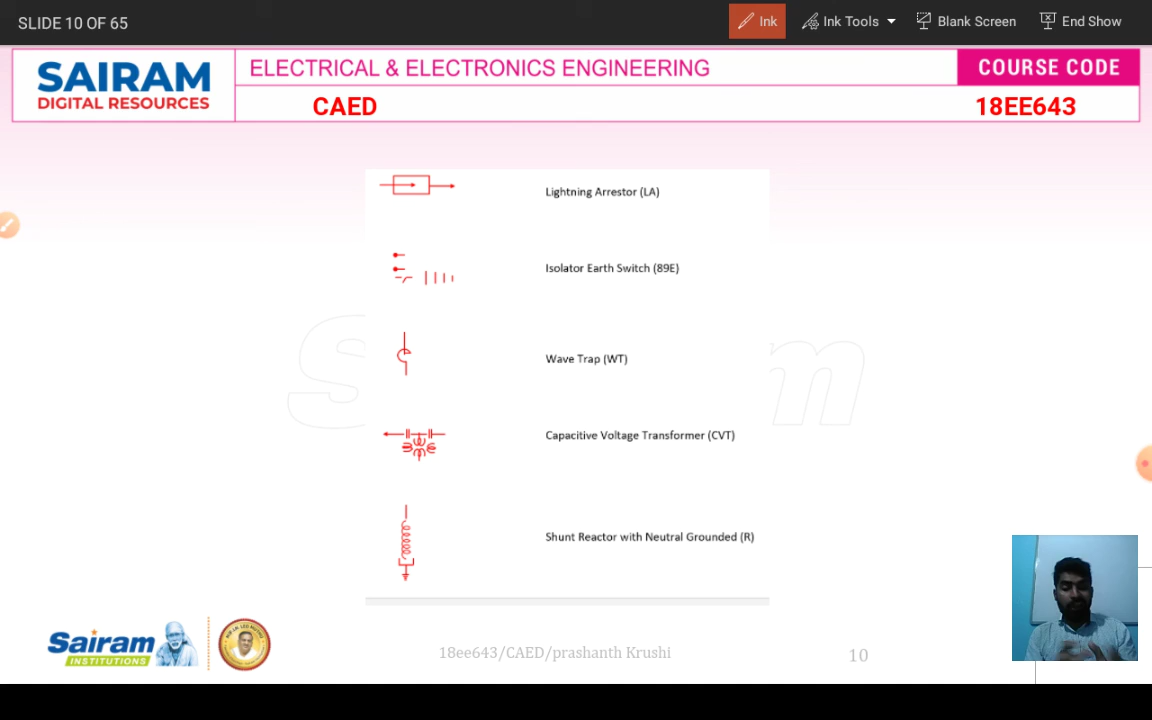 SLIDE 10 OF 65
Ink
Ink Tools
Blank Screen
End Show
SAIRAM
DIGITAL RESOURCES
ELECTRICAL & ELECTRONICS ENGINEERING
COURSE CODE
CAED
18EE643
Lightning Arrestor (LA)
Isolator Earth Switch (89E)
Wave Trap (WT)
Capacitive Voltage Transformer (CVT)
Shunt Reactor with Neutral Grounded (R)
Sairam
INSTITUTIONS
18ee643/CAED/prashanth Krushi
10